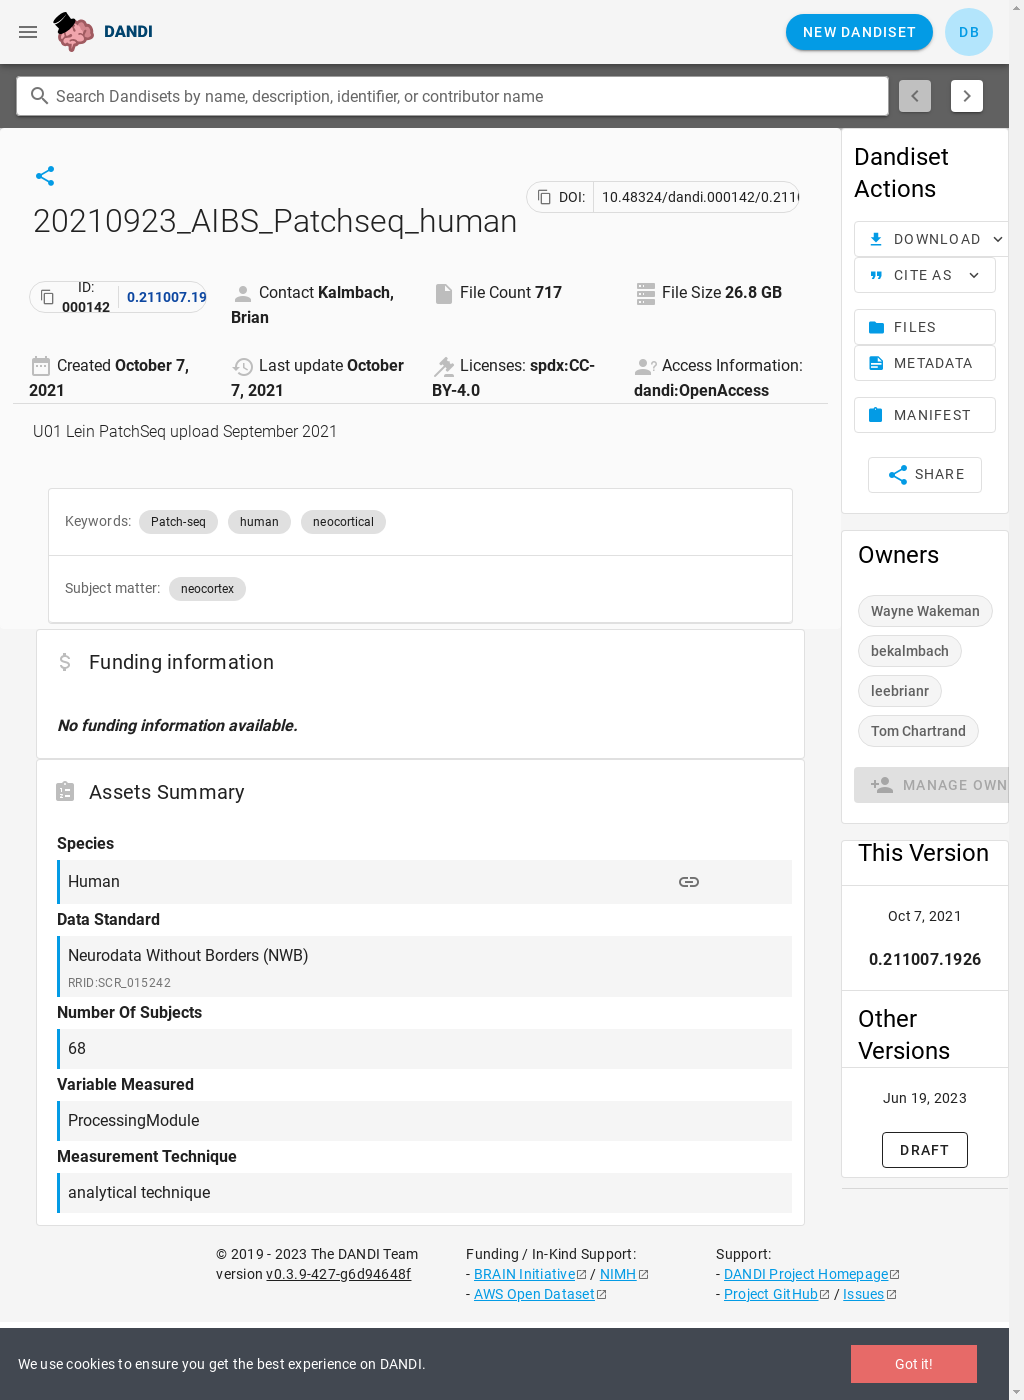 DANDI
NEW DANDISET
DB
Search Dandisets by name, description, identifier, or contributor name
20210923_AIBS_Patchseq_human
DOI:
10.48324/dandi.000142/0.211
ID:
000142
0.211007.19
Contact Kalmbach,
Brian
File Count 717
File Size 26.8 GB
Created October 7,
2021
Last update October
7, 2021
Licenses: spdx:CC-
BY-4.0
Access Information:
dandi:OpenAccess
U01 Lein PatchSeq upload September 2021
Keywords: Patch-seq human neocortical
Subject matter: neocortex
Funding information
No funding information available.
Assets Summary
Species
Human
Data Standard
Neurodata Without Borders (NWB)
RRID:SCR_015242
Number Of Subjects
68
Variable Measured
ProcessingModule
Measurement Technique
analytical technique
Dandiset
Actions
DOWNLOAD
CITE AS
FILES
METADATA
MANIFEST
SHARE
Owners
Wayne Wakeman
bekalmbach
leebrianr
Tom Chartrand
MANAGE OWN
This Version
Oct 7, 2021
0.211007.1926
Other
Versions
Jun 19, 2023
DRAFT
© 2019 - 2023 The DANDI Team
version v0.3.9-427-g6d94648f
Funding / In-Kind Support:
- BRAIN Initiative / NIMH
- AWS Open Dataset
Support:
- DANDI Project Homepage
- Project GitHub / Issues
We use cookies to ensure you get the best experience on DANDI.
Got it!